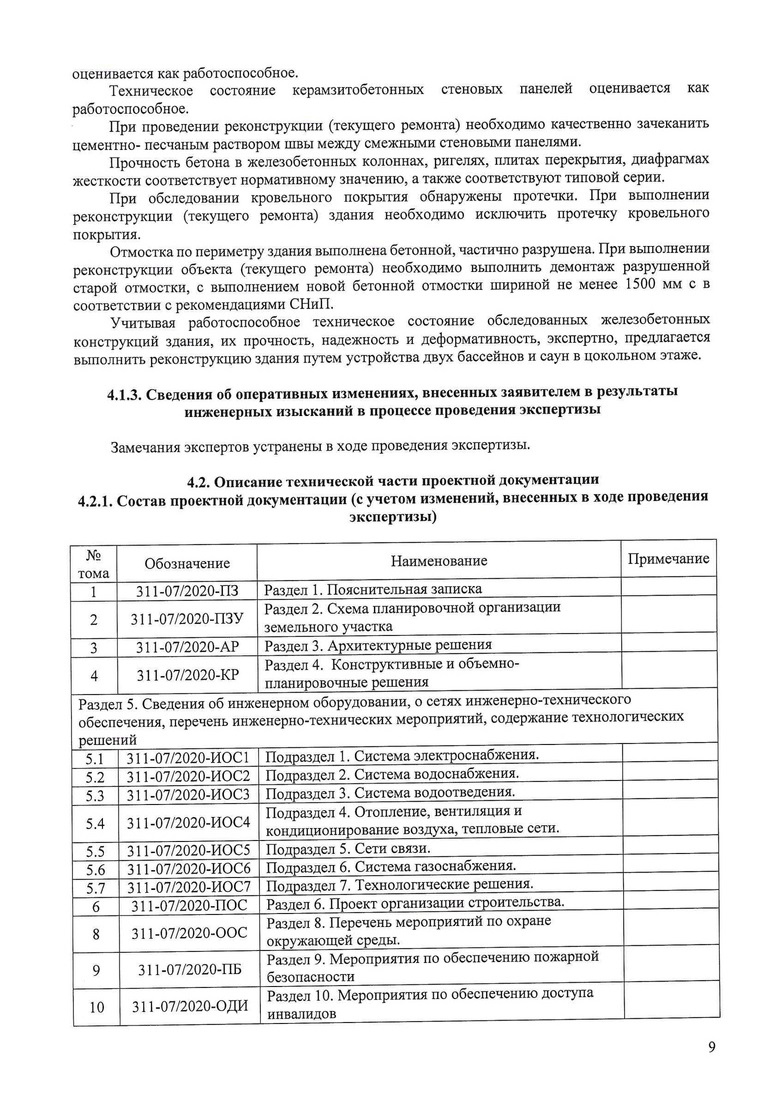 оценивается как работоспособное.
Техническое состояние керамзитобетонных стеновых панелей оценивается как
работоспособное.
При проведении реконструкции (текущего ремонта) необходимо качественно зачеканить
цементно- песчаным раствором швы между смежными стеновыми панелями.
Прочность бетона в железобетонных колоннах, ригелях, плитах перекрытия, диафрагмах
жесткости соответствует нормативному значению, а также соответствуют типовой серии.
При обследовании кровельного покрытия обнаружены протечки. При выполнении
реконструкции (текущего ремонта) здания необходимо исключить протечку кровельного
покрытия.
Отмостка по периметру здания выполнена бетонной, частично разрушена. При выполнении
реконструкции объекта (текущего ремонта) необходимо выполнить демонтаж разрушенной
старой отмостки, с выполнением новой бетонной отмостки шириной не менее 1500 мм с в
соответствии с рекомендациями СНиП.
Учитывая работоспособное техническое состояние обследованных железобетонных
конструкций здания, их прочность, надежность и деформативность, экспертно, предлагается
выполнить реконструкцию здания путем устройства двух бассейнов и саун в цокольном этаже.
4.1.3. Сведения об оперативных изменениях, внесенных заявителем в результаты
инженерных изысканий в процессе проведения экспертизы
Замечания экспертов устранены в ходе проведения экспертизы.
4.2. Описание технической части проектной документации
4.2.1. Состав проектной документации (с учетом изменений, внесенных в ходе проведения
экспертизы)
№ тома Обозначение Наименование Примечание
1 311-07/2020-ПЗ Раздел 1. Пояснительная записка
2 311-07/2020-ПЗУ Раздел 2. Схема планировочной организации
земельного участка
3 311-07/2020-АР Раздел 3. Архитектурные решения
4 311-07/2020-КР Раздел 4. Конструктивные и объемно-
планировочные решения
Раздел 5. Сведения об инженерном оборудовании, о сетях инженерно-технического
обеспечения, перечень инженерно-технических мероприятий, содержание технологических
решений
5.1 311-07/2020-ИОС1 Подраздел 1. Система электроснабжения.
5.2 311-07/2020-ИОС2 Подраздел 2. Система водоснабжения.
5.3 311-07/2020-ИОС3 Подраздел 3. Система водоотведения.
5.4 311-07/2020-ИОС4 Подраздел 4. Отопление, вентиляция и
кондиционирование воздуха, тепловые сети.
5.5 311-07/2020-ИОС5 Подраздел 5. Сети связи.
5.6 311-07/2020-ИОС6 Подраздел 6. Система газоснабжения.
5.7 311-07/2020-ИОС7 Подраздел 7. Технологические решения.
6 311-07/2020-ПОС Раздел 6. Проект организации строительства.
8 311-07/2020-ООС Раздел 8. Перечень мероприятий по охране
окружающей среды.
9 311-07/2020-ПБ Раздел 9. Мероприятия по обеспечению пожарной
безопасности
10 311-07/2020-ОДИ Раздел 10. Мероприятия по обеспечению доступа
инвалидов
9